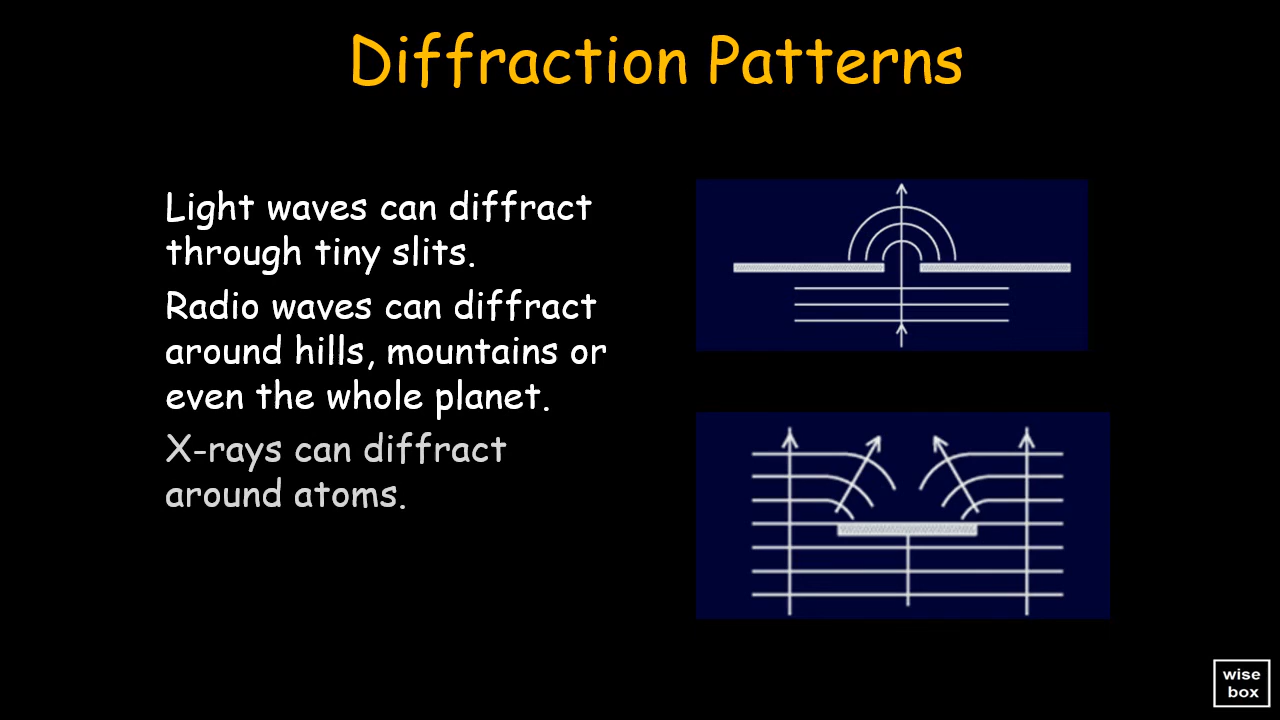 Diffraction Patterns
Light waves can diffract
through tiny slits.
Radio waves can diffract
around hills, mountains or
even the whole planet.
X-rays can diffract
around atoms.
wise
box